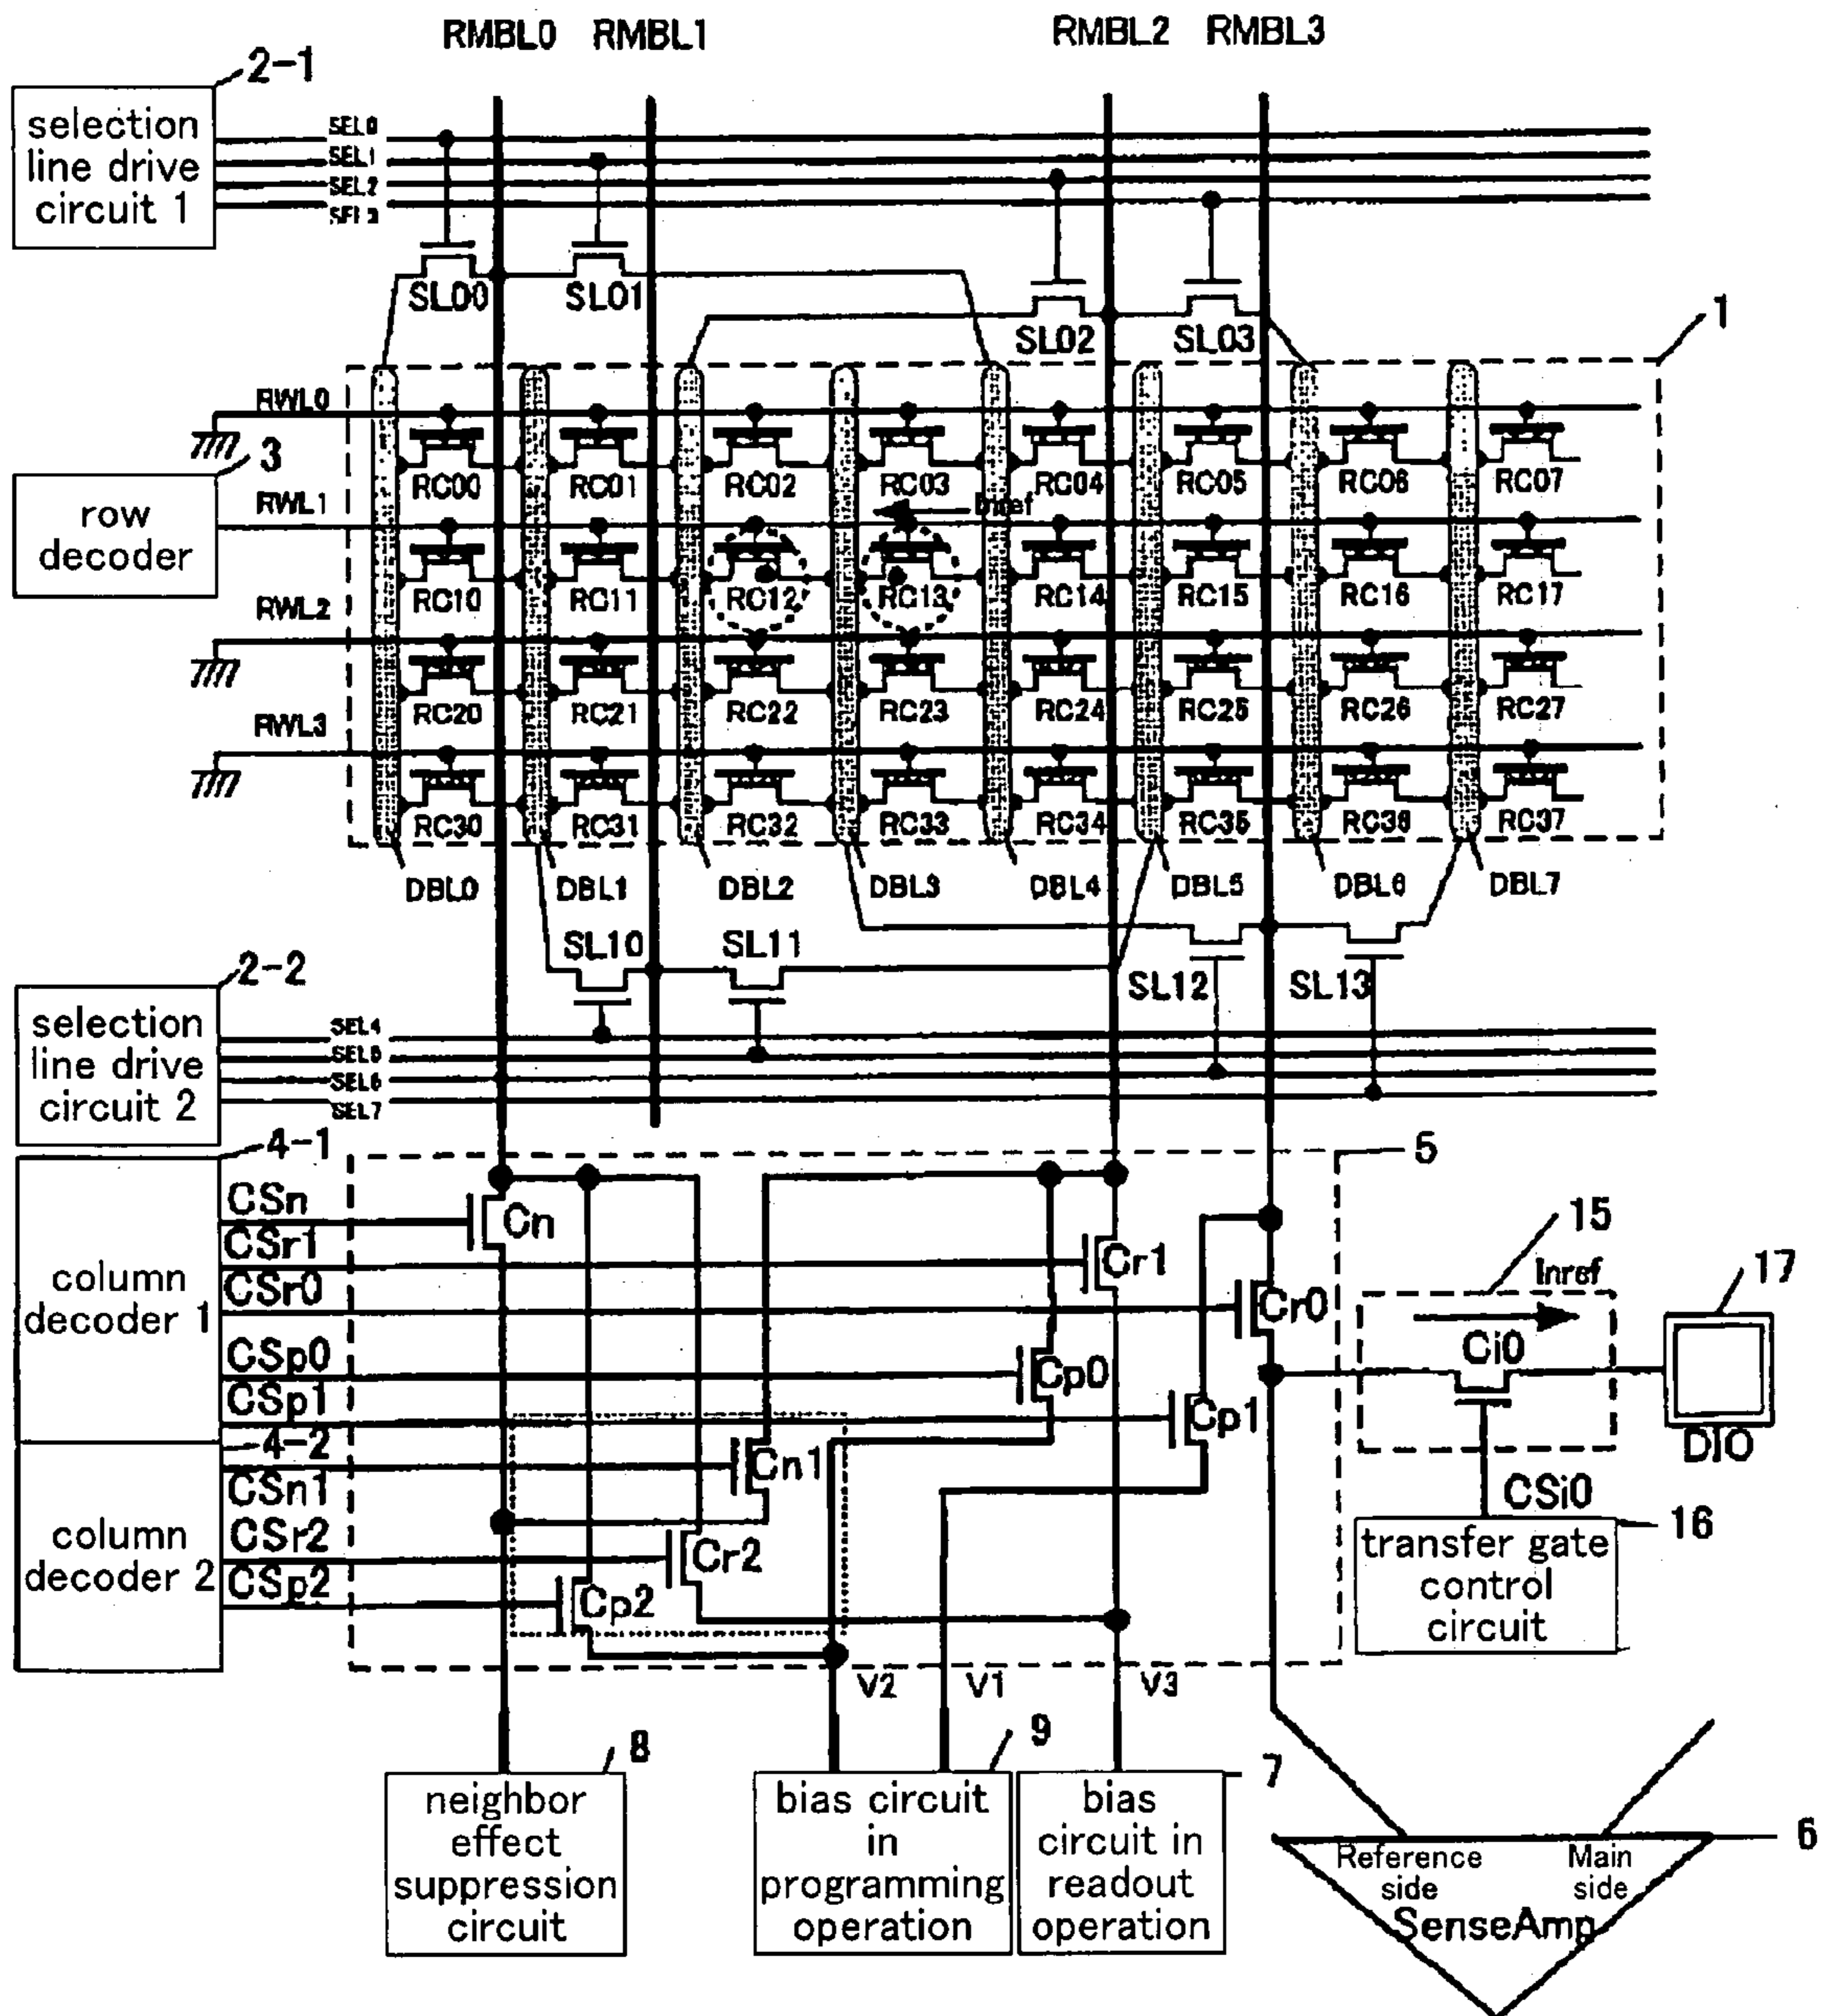 RMBL0 RMBL1 RMBL2 RMBL3
2-1
selection
line drive
circuit 1
SEL0
SEL1
SEL2
SEL3
SL00 SL01
SL02 SL03
1
RWL0
RC00 RC01 RC02 RC03 RC04 RC05 RC06 RC07
3
row
decoder
RWL1
Inref
RC10 RC11 RC12 RC13 RC14 RC15 RC16 RC17
RWL2
RC20 RC21 RC22 RC23 RC24 RC25 RC26 RC27
RWL3
RC30 RC31 RC32 RC33 RC34 RC35 RC36 RC37
DBL0 DBL1 DBL2 DBL3 DBL4 DBL5 DBL6 DBL7
SL10 SL11
SL12 SL13
2-2
selection
line drive
circuit 2
SEL4
SEL5
SEL6
SEL7
4-1
5
column
decoder 1
CSn
CSr1
CSr0
CSp0
CSp1
Cn
Cr1
Cr0
Cp0
Cp1
15
Inref
Ci0
17
DIO
CSi0
16
transfer gate
control
circuit
4-2
column
decoder 2
CSn1
CSr2
CSp2
Cn1
Cr2
Cp2
V2 V1 V3
8
neighbor
effect
suppression
circuit
9
bias circuit
in
programming
operation
7
bias
circuit in
readout
operation
6
Reference
side
Main
side
SenseAmp